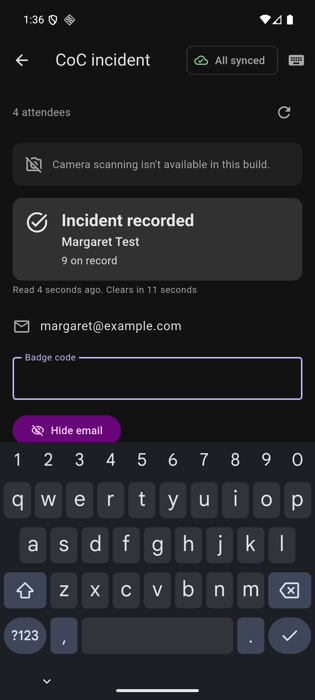 1:36
CoC incident
All synced
4 attendees
Camera scanning isn't available in this build.
Incident recorded
Margaret Test
9 on record
Read 4 seconds ago. Clears in 11 seconds
margaret@example.com
Badge code
Hide email
1 2 3 4 5 6 7 8 9 0
q w e r t y u i o p
a s d f g h j k l
z x c v b n m
?123 , .